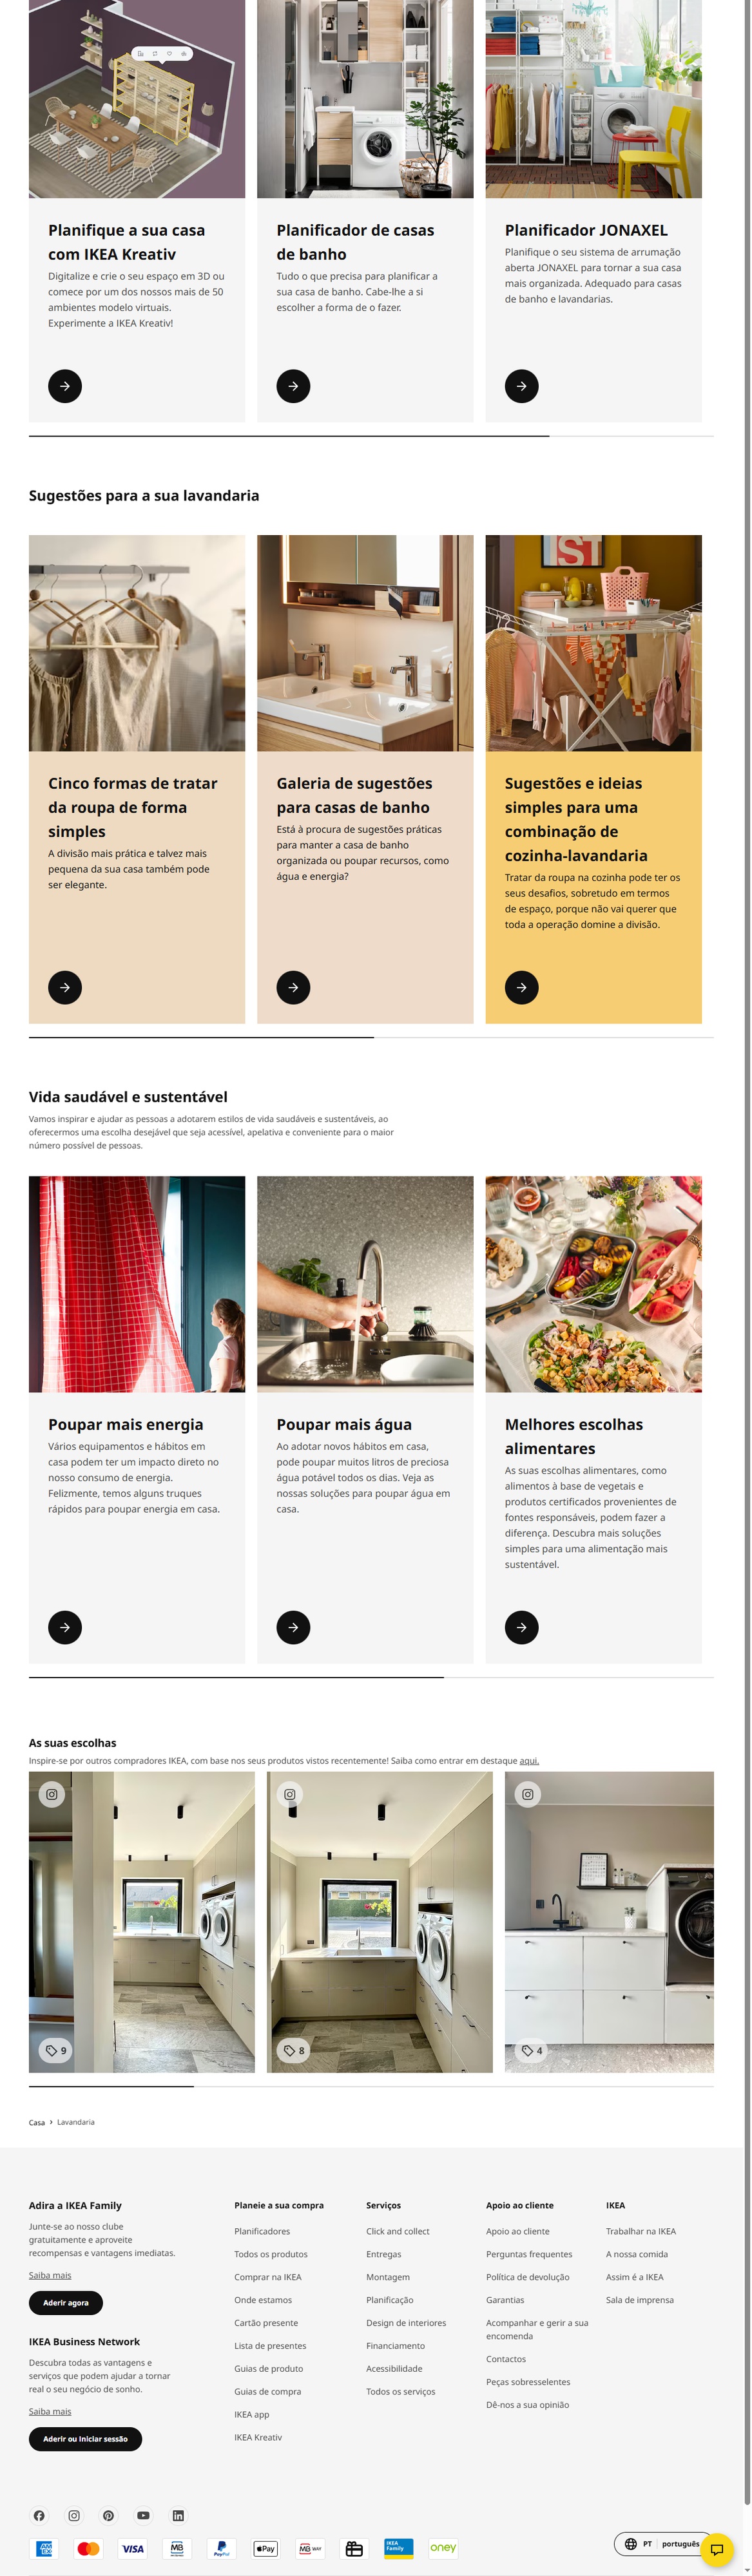 Planifique a sua casa
com IKEA Kreativ
Digitalize e crie o seu espaço em 3D ou
comece por um dos nossos mais de 50
ambientes modelo virtuais.
Experimente a IKEA Kreativ!
Planificador de casas
de banho
Tudo o que precisa para planificar a
sua casa de banho. Cabe-lhe a si
escolher a forma de o fazer.
Planificador JONAXEL
Planifique o seu sistema de arrumação
aberta JONAXEL para tornar a sua casa
mais organizada. Adequado para casas
de banho e lavandarias.
Sugestões para a sua lavandaria
Cinco formas de tratar
da roupa de forma
simples
A divisão mais prática e talvez mais
pequena da sua casa também pode
ser elegante.
Galeria de sugestões
para casas de banho
Está à procura de sugestões práticas
para manter a casa de banho
organizada ou poupar recursos, como
água e energia?
Sugestões e ideias
simples para uma
combinação de
cozinha-lavandaria
Tratar da roupa na cozinha pode ter os
seus desafios, sobretudo em termos
de espaço, porque não vai querer que
toda a operação domine a divisão.
Vida saudável e sustentável
Vamos inspirar e ajudar as pessoas a adotarem estilos de vida saudáveis e sustentáveis, ao
oferecermos uma escolha desejável que seja acessível, apelativa e conveniente para o maior
número possível de pessoas.
Poupar mais energia
Vários equipamentos e hábitos em
casa podem ter um impacto direto no
nosso consumo de energia.
Felizmente, temos alguns truques
rápidos para poupar energia em casa.
Poupar mais água
Ao adotar novos hábitos em casa,
pode poupar muitos litros de preciosa
água potável todos os dias. Veja as
nossas soluções para poupar água em
casa.
Melhores escolhas
alimentares
As suas escolhas alimentares, como
alimentos à base de vegetais e
produtos certificados provenientes de
fontes responsáveis, podem fazer a
diferença. Descubra mais soluções
simples para uma alimentação mais
sustentável.
As suas escolhas
Inspire-se por outros compradores IKEA, com base nos seus produtos vistos recentemente! Saiba como entrar em destaque aqui.
9
8
4
Casa › Lavandaria
Adira a IKEA Family
Junte-se ao nosso clube
gratuitamente e aproveite
recompensas e vantagens imediatas.
Saiba mais
Aderir agora
IKEA Business Network
Descubra todas as vantagens e
serviços que podem ajudar a tornar
real o seu negócio de sonho.
Saiba mais
Aderir ou Iniciar sessão
Planeie a sua compra
Planificadores
Todos os produtos
Comprar na IKEA
Onde estamos
Cartão presente
Lista de presentes
Guias de produto
Guias de compra
IKEA app
IKEA Kreativ
Serviços
Click and collect
Entregas
Montagem
Planificação
Design de interiores
Financiamento
Acessibilidade
Todos os serviços
Apoio ao cliente
Apoio ao cliente
Perguntas frequentes
Política de devolução
Garantias
Acompanhar e gerir a sua
encomenda
Contactos
Peças sobresselentes
Dê-nos a sua opinião
IKEA
Trabalhar na IKEA
A nossa comida
Assim é a IKEA
Sala de imprensa
AMEX
VISA
MB
PayPal
Pay
MB WAY
IKEA Family
oney
PT português